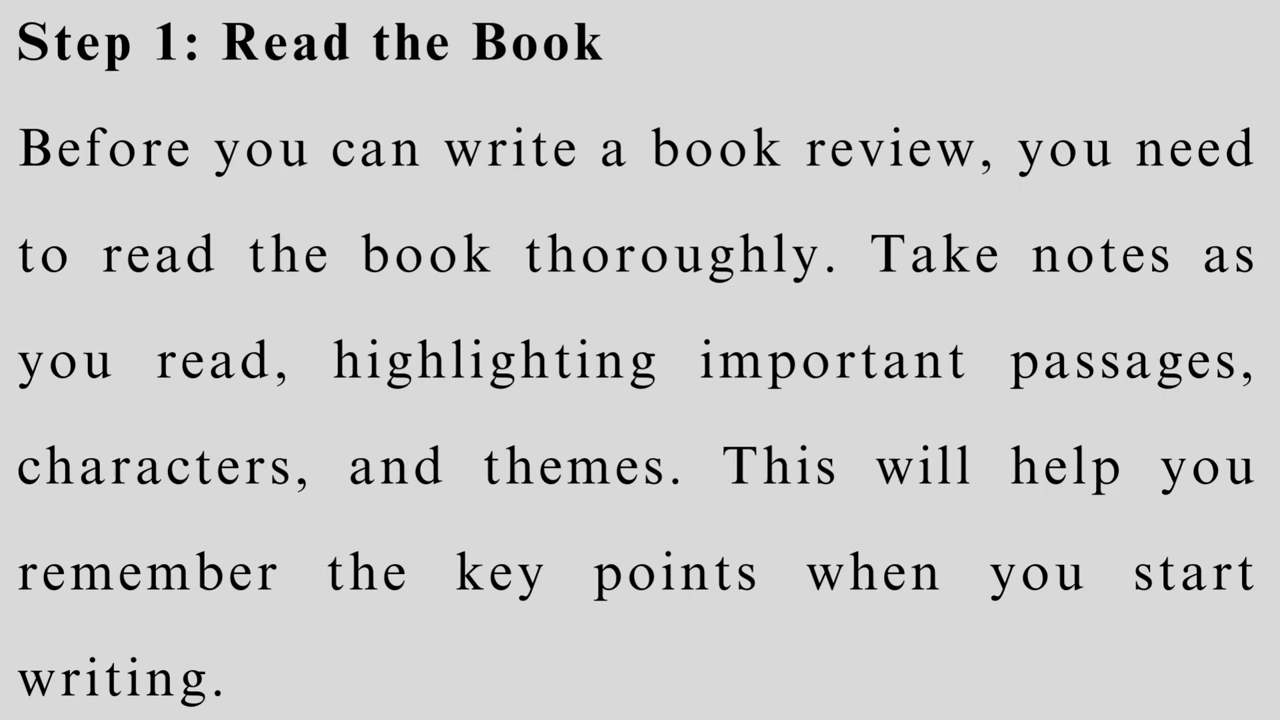 Step 1: Read the Book
Before you can write a book review, you need
to read the book thoroughly. Take notes as
you read, highlighting important passages,
characters, and themes. This will help you
remember the key points when you start
writing.